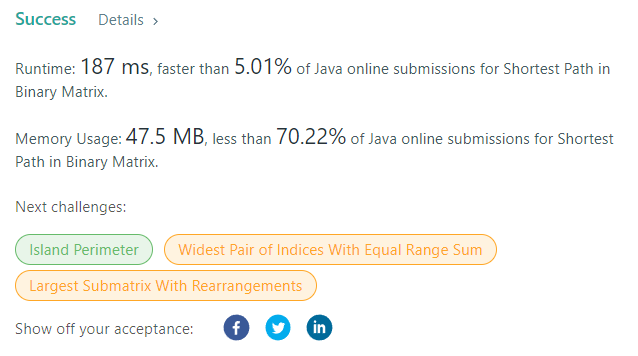 Success Details >
Runtime: 187 ms, faster than 5.01% of Java online submissions for Shortest Path in
Binary Matrix.
Memory Usage: 47.5 MB, less than 70.22% of Java online submissions for Shortest
Path in Binary Matrix.
Next challenges:
Island Perimeter Widest Pair of Indices With Equal Range Sum
Largest Submatrix With Rearrangements
Show off your acceptance: f in